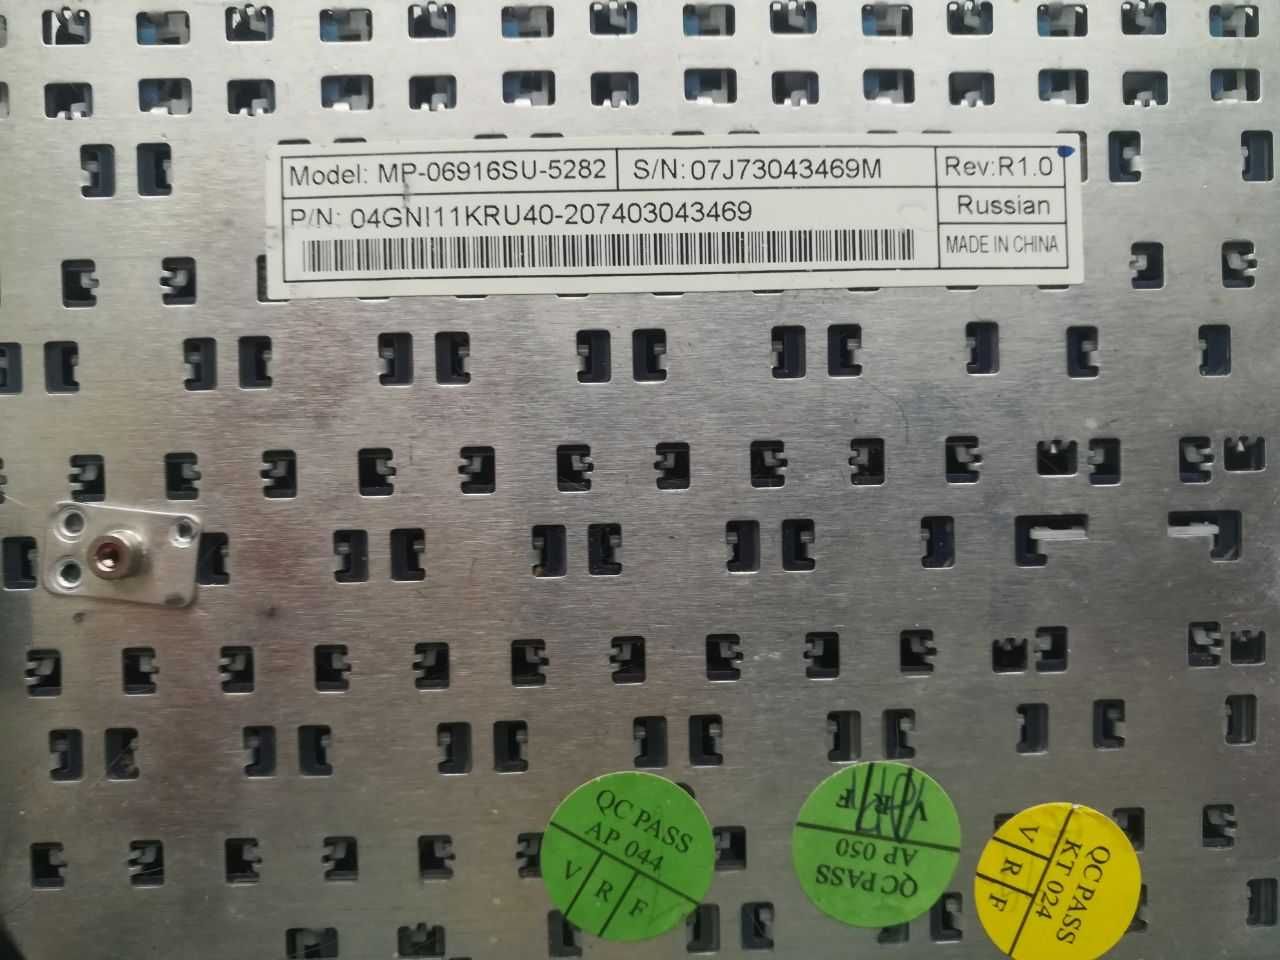 Model: MP-06916SU-5282
S/N:07J73043469M
Rev:R1.0
P/N: 04GNI11KRU40-207403043469
Russian
MADE IN CHINA
QC PASS
AP 044
V R F
V R F
AP 050
QC PASS
QC PASS
KT 024
V R F